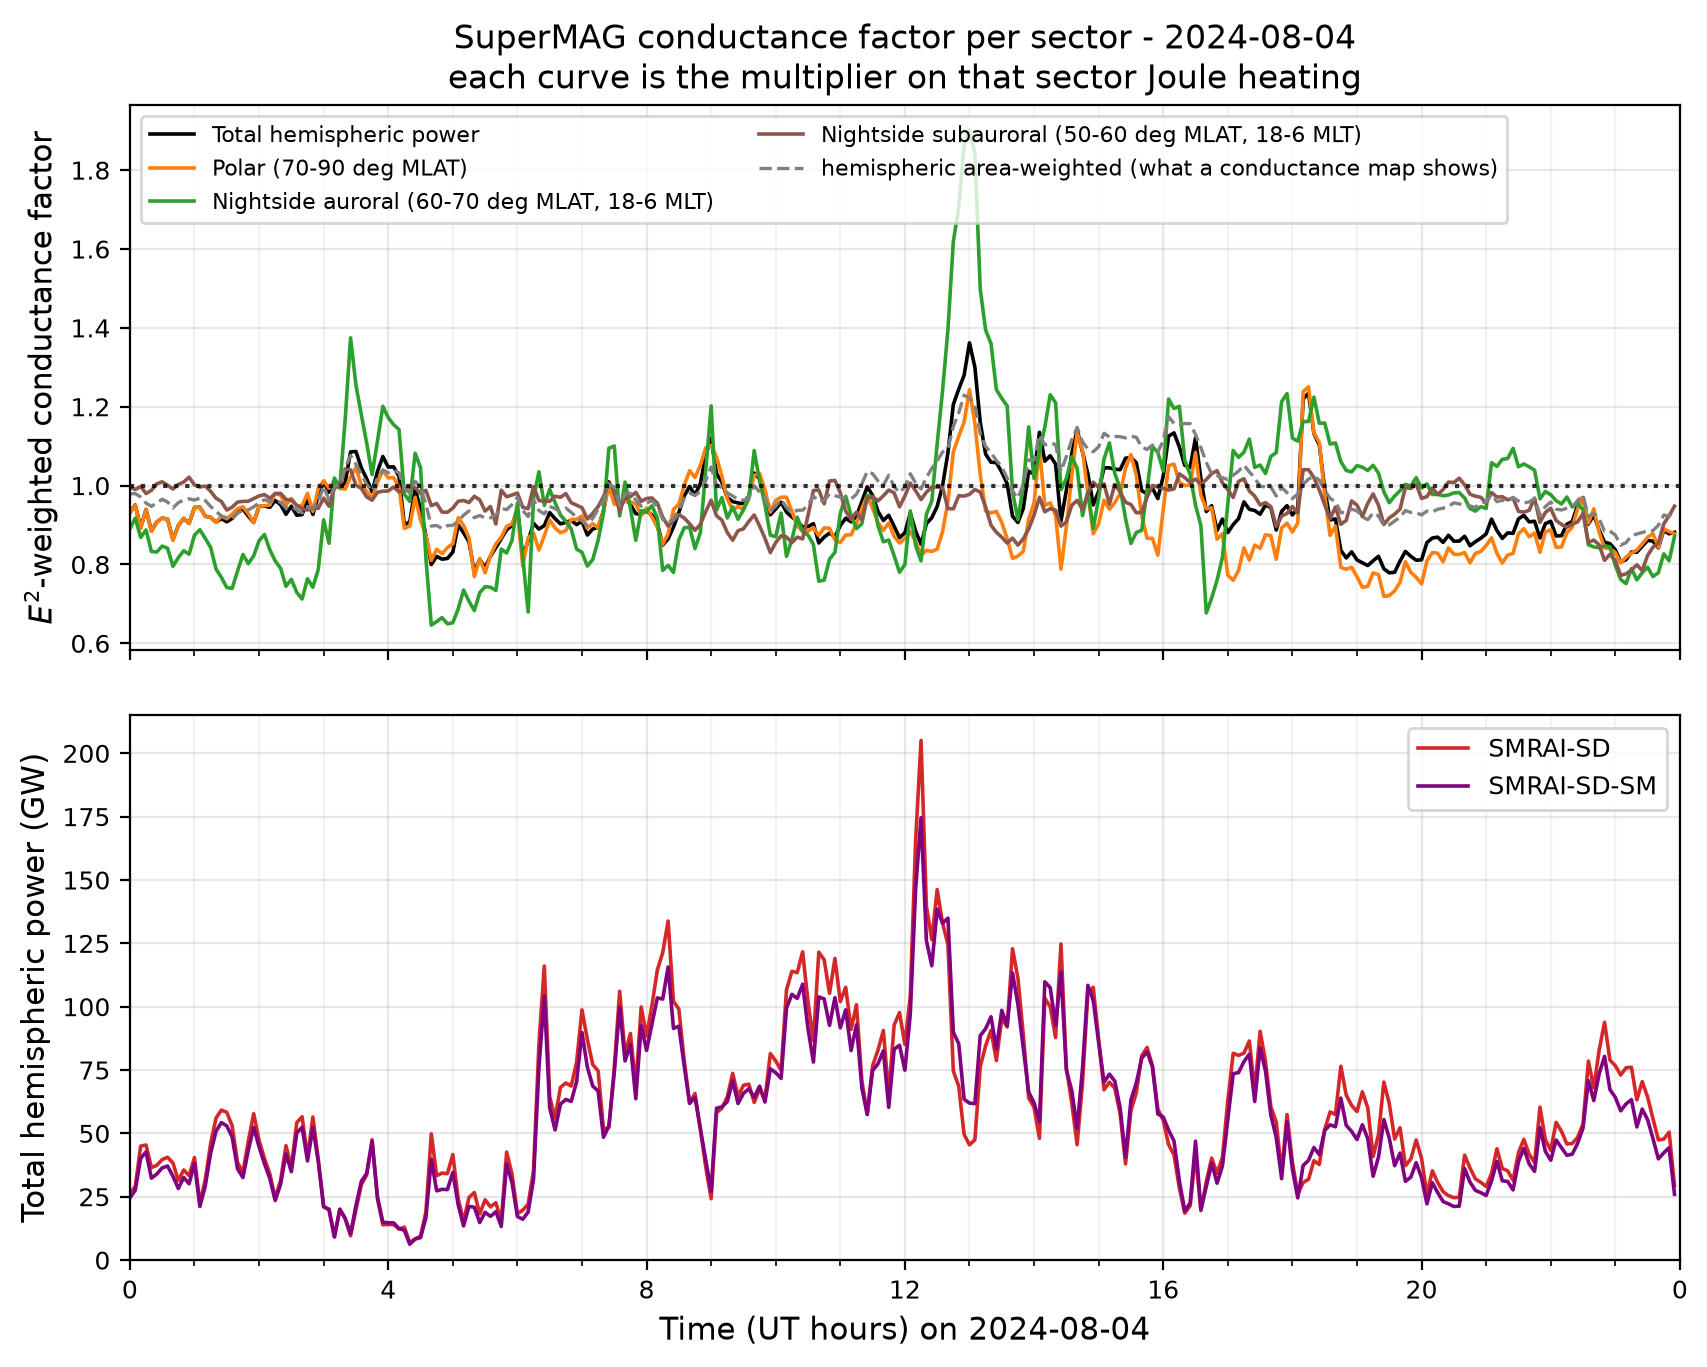 SuperMAG conductance factor per sector - 2024-08-04
each curve is the multiplier on that sector Joule heating
E²-weighted conductance factor
Total hemispheric power
Polar (70-90 deg MLAT)
Nightside auroral (60-70 deg MLAT, 18-6 MLT)
Nightside subauroral (50-60 deg MLAT, 18-6 MLT)
hemispheric area-weighted (what a conductance map shows)
1.8
1.6
1.4
1.2
1.0
0.8
0.6
Total hemispheric power (GW)
SMRAI-SD
SMRAI-SD-SM
200
175
150
125
100
75
50
25
0
0 4 8 12 16 20 0
Time (UT hours) on 2024-08-04